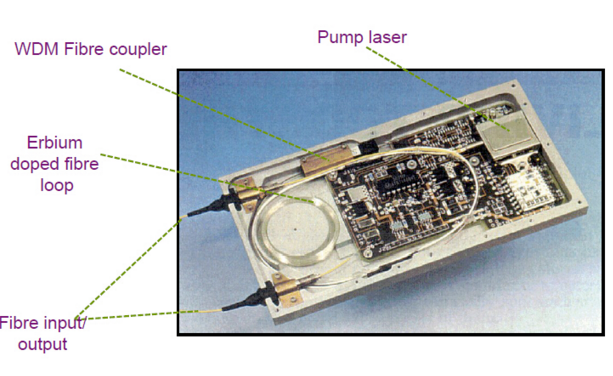 WDM Fibre coupler
Pump laser
Erbium
doped fibre
loop
Fibre input/
output